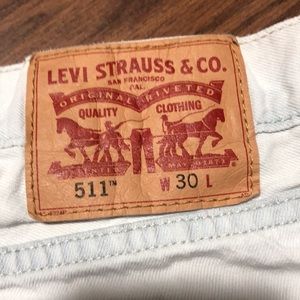 LEVI STRAUSS & CO.
SAN FRANCISCO
CAL.
ORIGINAL RIVETED
QUALITY CLOTHING
511™ W 30 L